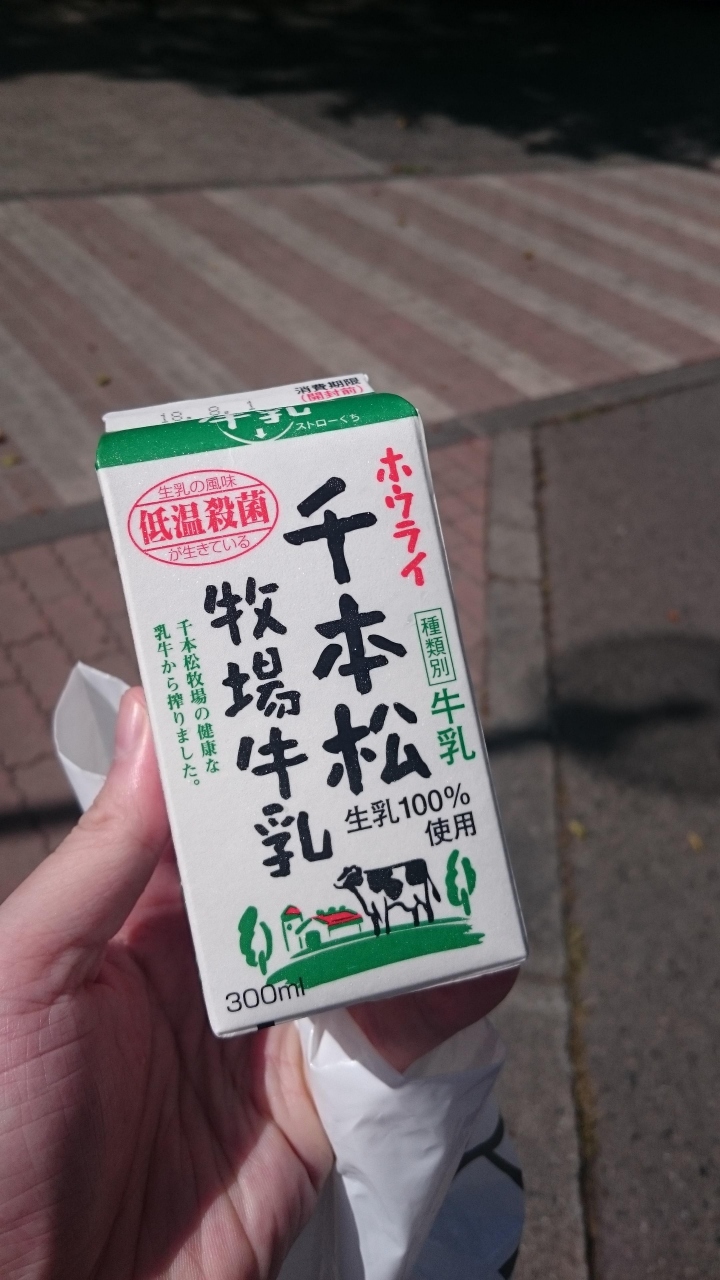 消費期限
(開封前)
18. 8. 1
牛乳
ストローぐち
生乳の風味
低温殺菌
が生きている
ホウライ
千本松
牧場牛乳
千本松牧場の健康な
乳牛から搾りました。
種類別
牛乳
生乳100%
使用
300ml